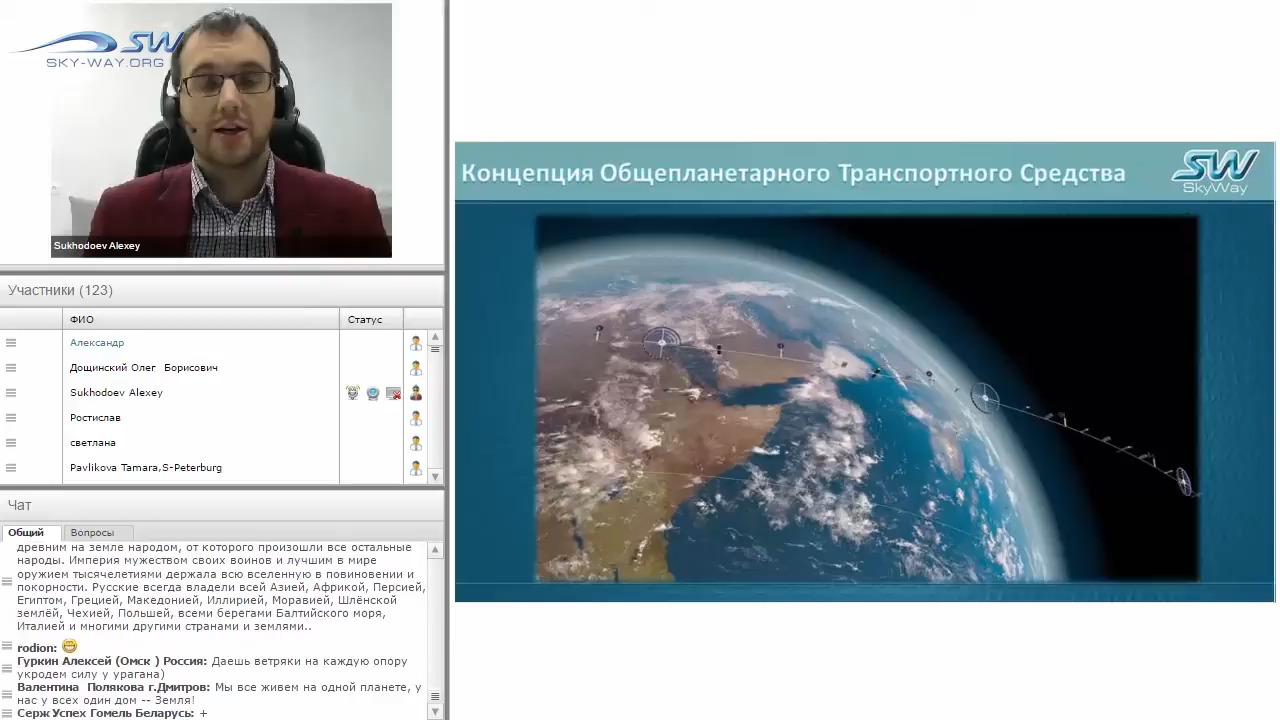 SW
SKY-WAY.ORG
Sukhodoev Alexey
Участники (123)
ФИО Статус
Александр
Дощинский Олег Борисович
Sukhodoev Alexey
Ростислав
светлана
Pavlikova Tamara,S-Peterburg
Чат
Общий Вопросы
древним на земле народом, от которого произошли все остальные
народы. Империя мужеством своих воинов и лучшим в мире
оружием тысячелетиями держала всю вселенную в повиновении и
покорности. Русские всегда владели всей Азией, Африкой, Персией,
Египтом, Грецией, Македонией, Иллирией, Моравией, Шлёнской
землёй, Чехией, Польшей, всеми берегами Балтийского моря,
Италией и многими другими странами и землями..
rodion:
Гуркин Алексей (Омск ) Россия: Даешь ветряки на каждую опору
укродем силу у урагана)
Валентина Полякова г.Дмитров: Мы все живем на одной планете, у
нас у всех один дом -- Земля!
Серж Успех Гомель Беларусь: +
Концепция Общепланетарного Транспортного Средства
SW
SkyWay